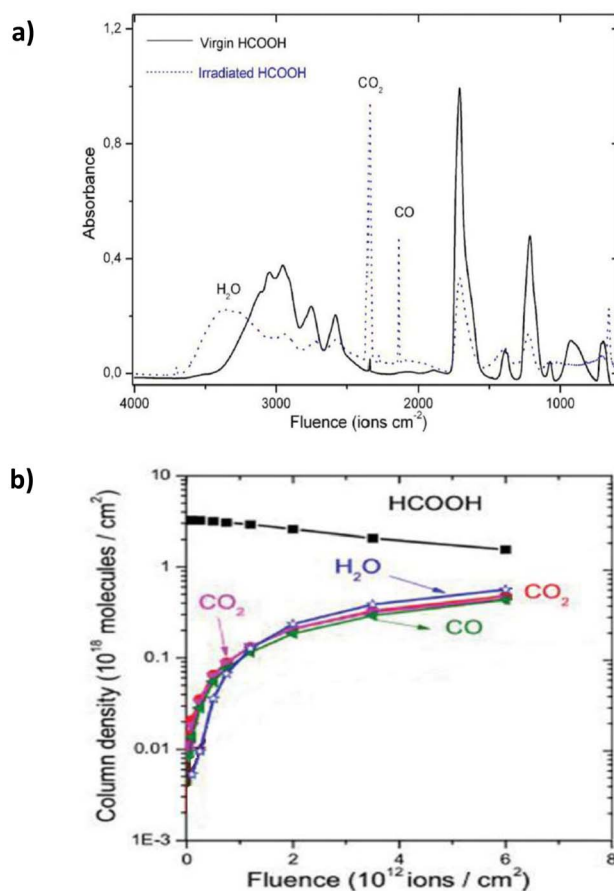 a)
Virgin HCOOH
Irradiated HCOOH
1,2
0,8
0,4
0,0
Absorbance
H2O
CO2
CO
4000 3000 2000 1000
Fluence (ions cm-2)
b)
10
1
0.1
0.01
1E-3
Column density (10^18 molecules / cm^2)
HCOOH
H2O
CO2
CO2
CO
0 2 4 6 8
Fluence (10^12 ions / cm^2)